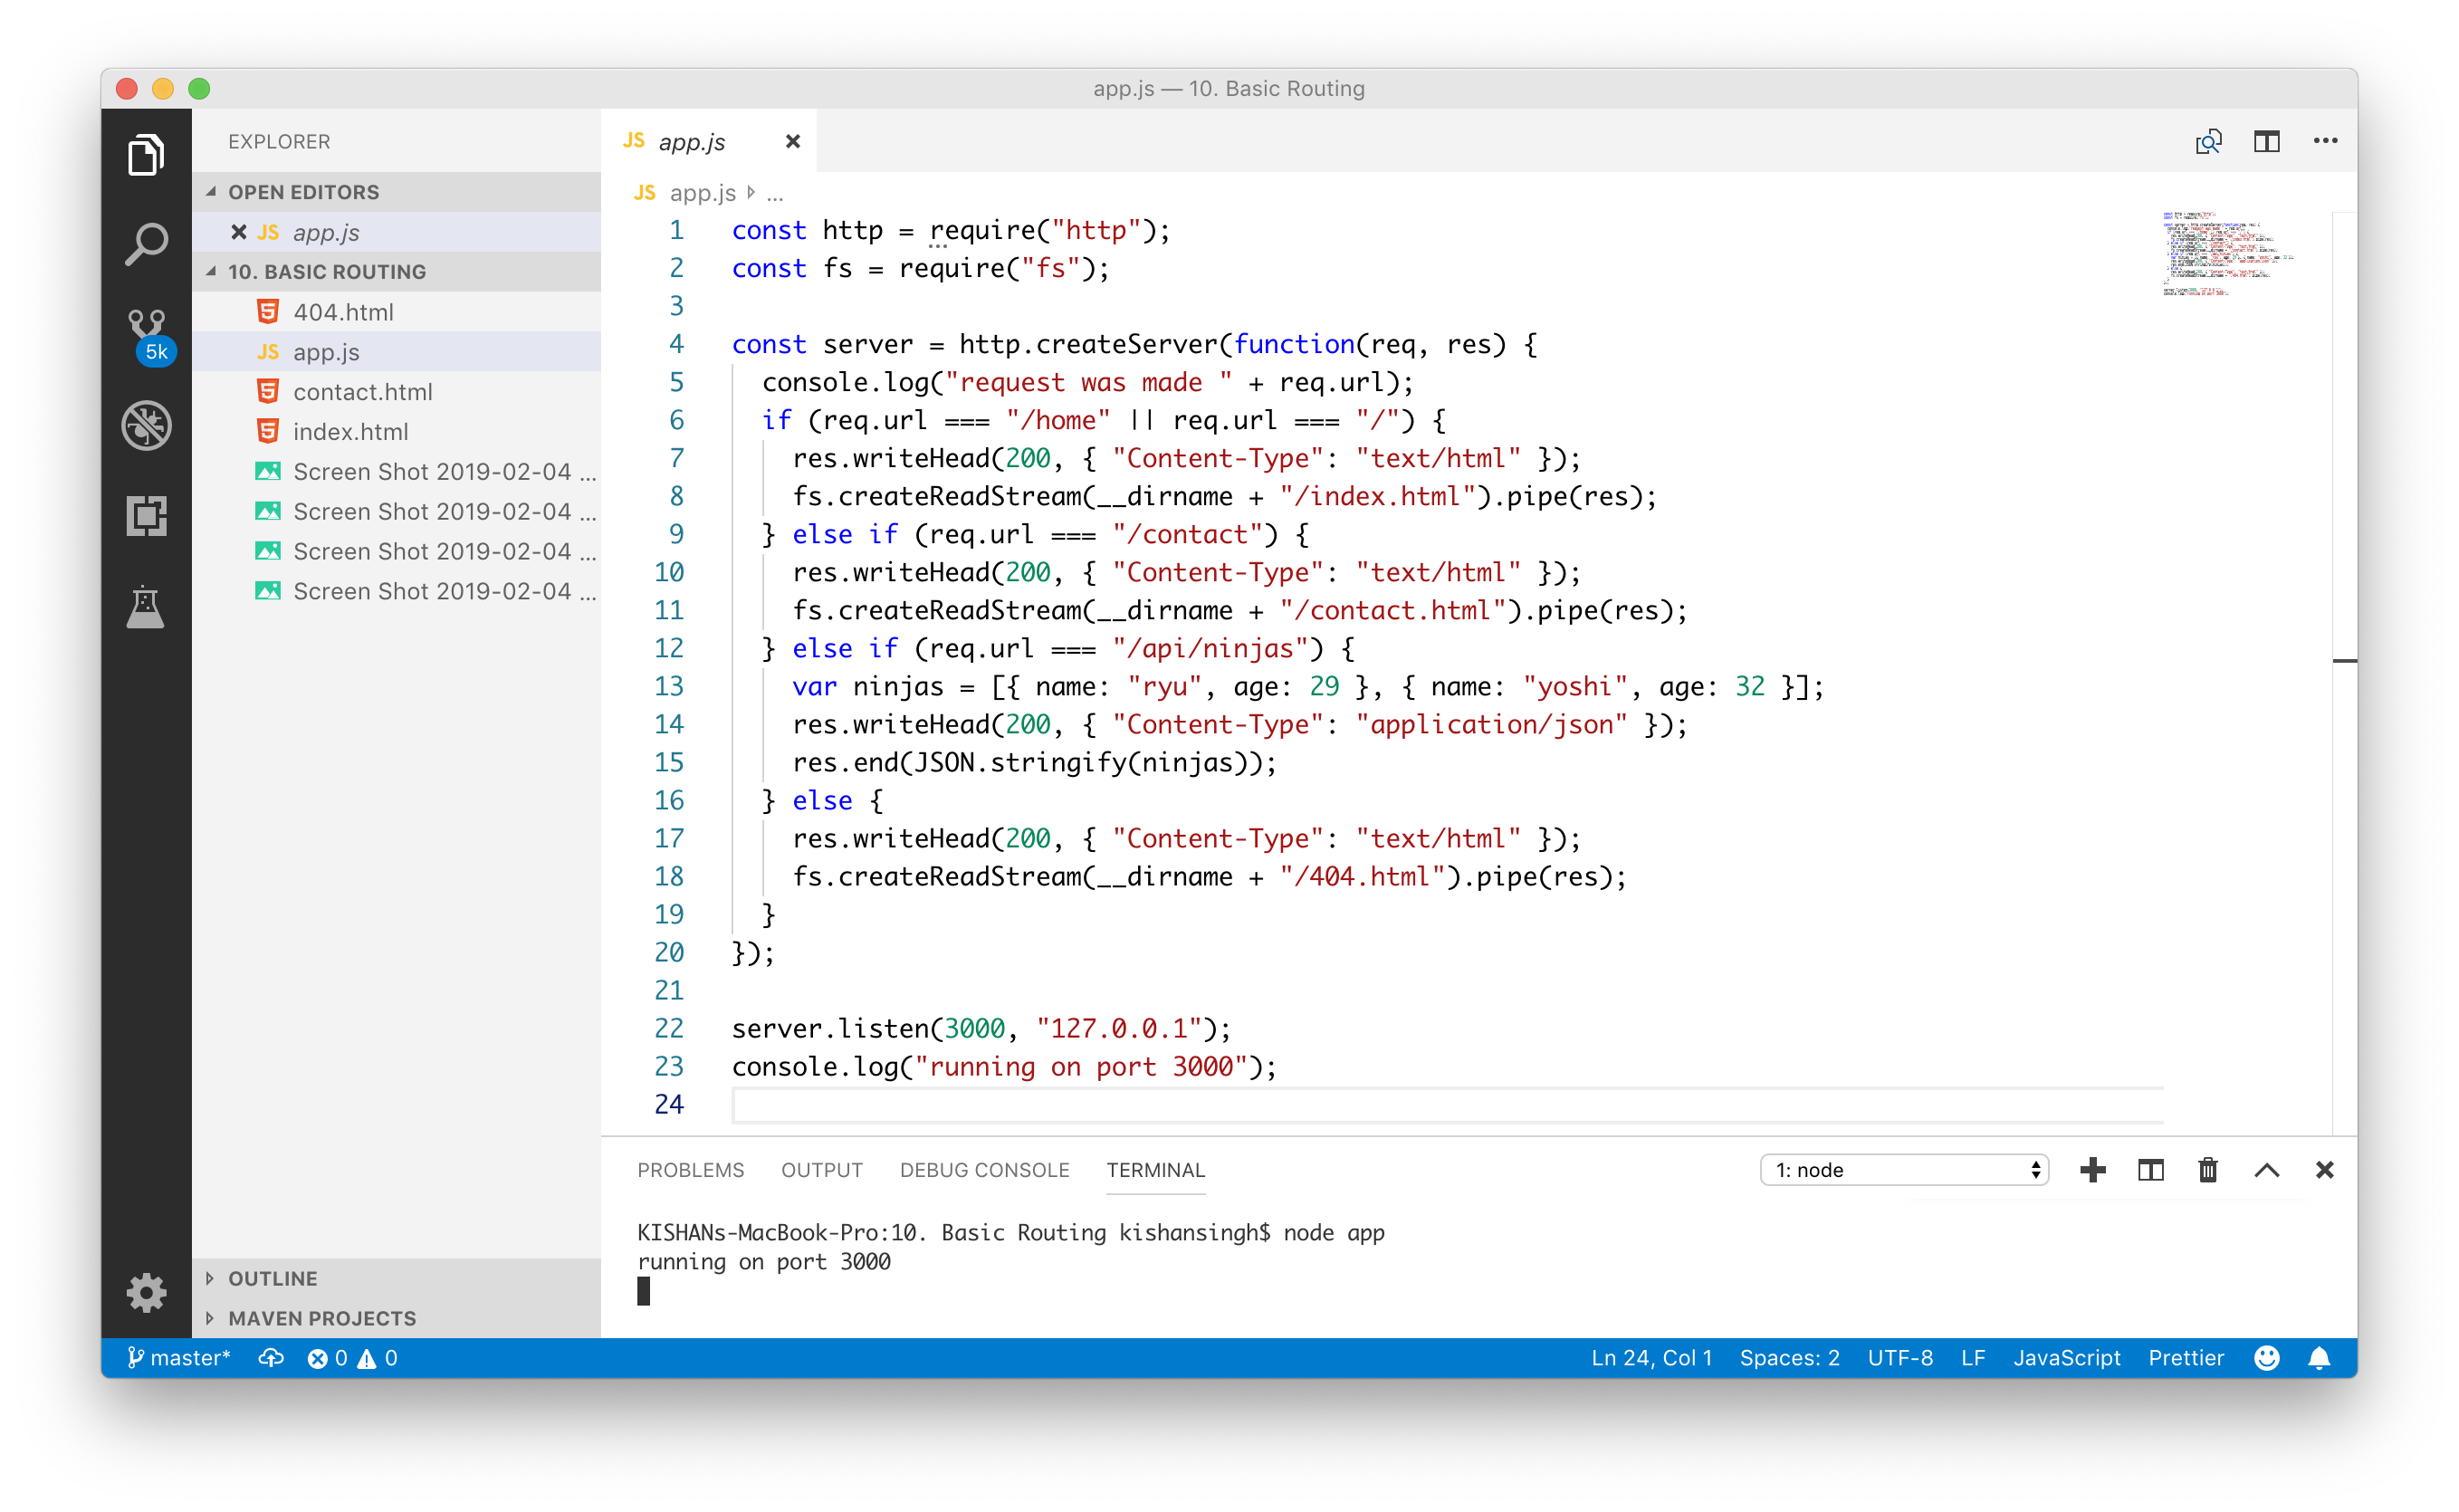 app.js — 10. Basic Routing
EXPLORER
OPEN EDITORS
JS app.js
10. BASIC ROUTING
404.html
JS app.js
contact.html
index.html
Screen Shot 2019-02-04 ...
Screen Shot 2019-02-04 ...
Screen Shot 2019-02-04 ...
Screen Shot 2019-02-04 ...
OUTLINE
MAVEN PROJECTS
5k
JS app.js
JS app.js ...
1 const http = require("http");
2 const fs = require("fs");
3
4 const server = http.createServer(function(req, res) {
5 console.log("request was made " + req.url);
6 if (req.url === "/home" || req.url === "/") {
7 res.writeHead(200, { "Content-Type": "text/html" });
8 fs.createReadStream(__dirname + "/index.html").pipe(res);
9 } else if (req.url === "/contact") {
10 res.writeHead(200, { "Content-Type": "text/html" });
11 fs.createReadStream(__dirname + "/contact.html").pipe(res);
12 } else if (req.url === "/api/ninjas") {
13 var ninjas = [{ name: "ryu", age: 29 }, { name: "yoshi", age: 32 }];
14 res.writeHead(200, { "Content-Type": "application/json" });
15 res.end(JSON.stringify(ninjas));
16 } else {
17 res.writeHead(200, { "Content-Type": "text/html" });
18 fs.createReadStream(__dirname + "/404.html").pipe(res);
19 }
20 });
21
22 server.listen(3000, "127.0.0.1");
23 console.log("running on port 3000");
24
PROBLEMS OUTPUT DEBUG CONSOLE TERMINAL 1: node
KISHANs-MacBook-Pro:10. Basic Routing kishansingh$ node app
running on port 3000
master* 0 0 Ln 24, Col 1 Spaces: 2 UTF-8 LF JavaScript Prettier